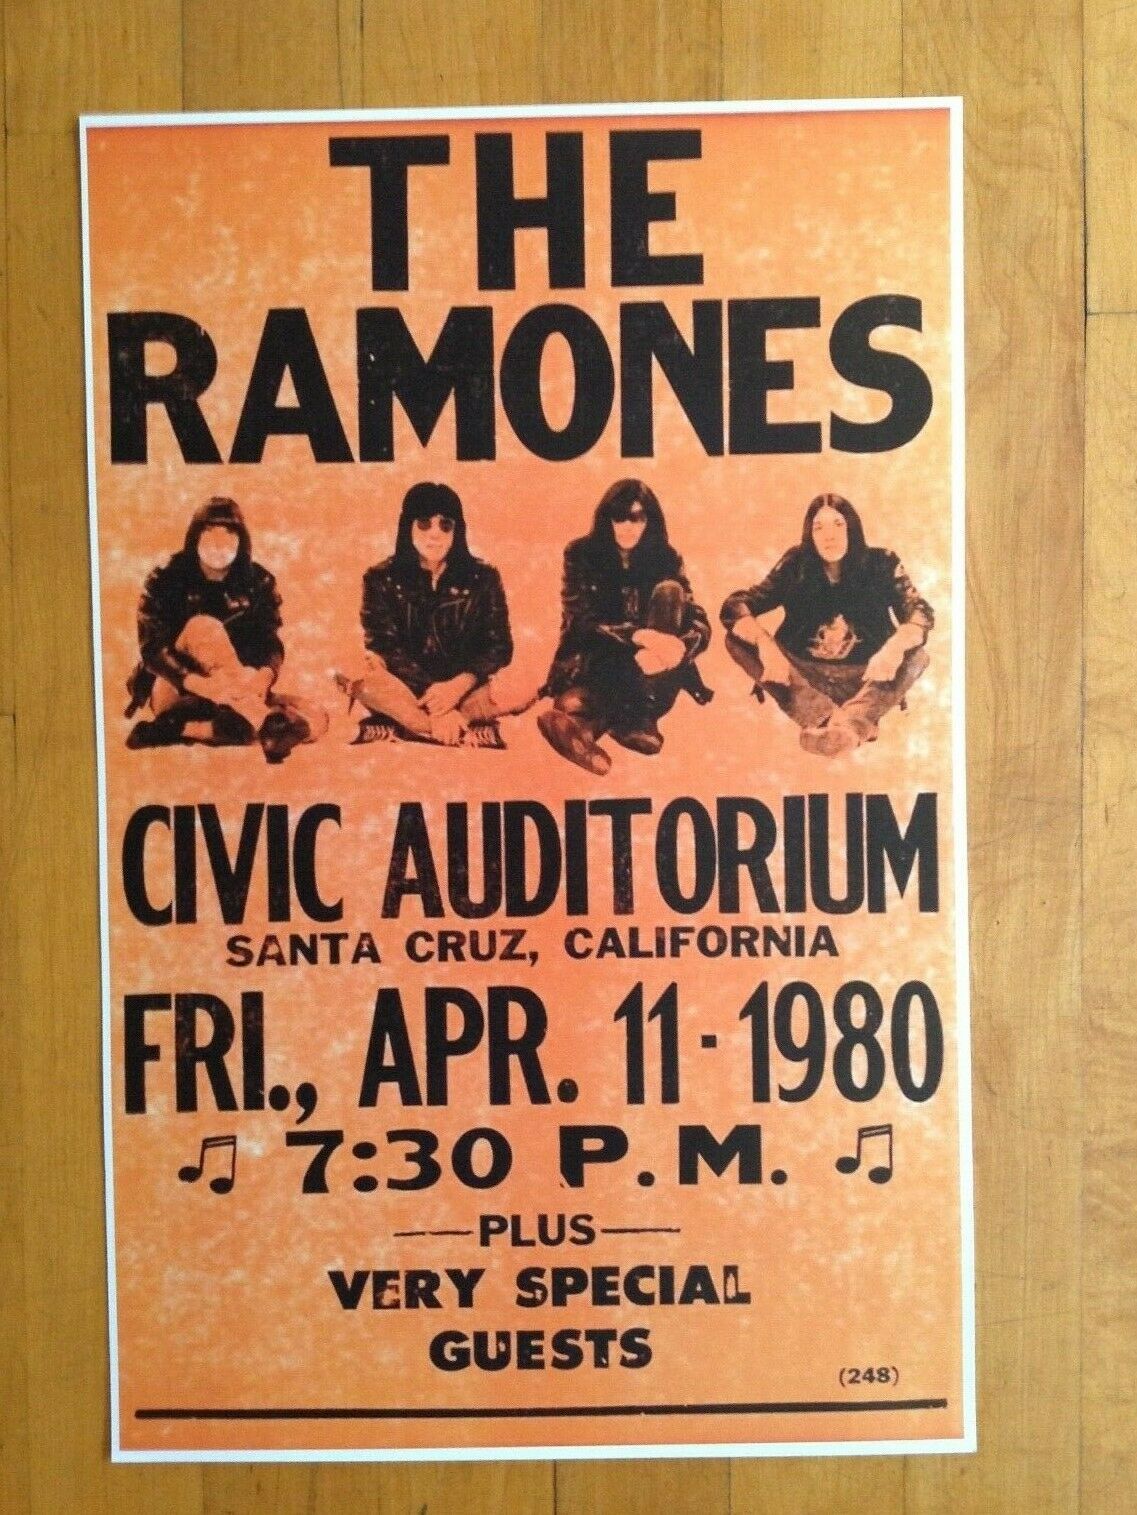 THE
RAMONES
CIVIC AUDITORIUM
SANTA CRUZ, CALIFORNIA
FRI., APR. 11 - 1980
7:30 P.M.
PLUS
VERY SPECIAL
GUESTS
(248)